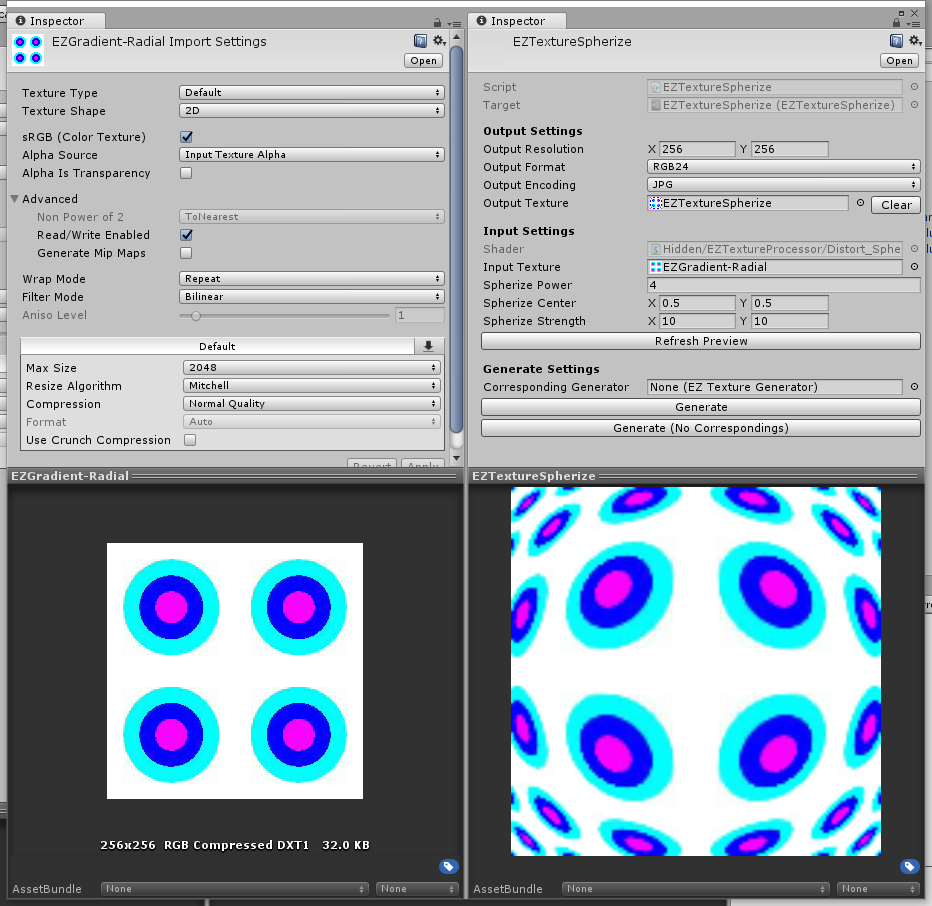 Inspector
EZGradient-Radial Import Settings
Open
Texture Type Default
Texture Shape 2D
sRGB (Color Texture)
Alpha Source Input Texture Alpha
Alpha Is Transparency
Advanced
Non Power of 2 ToNearest
Read/Write Enabled
Generate Mip Maps
Wrap Mode Repeat
Filter Mode Bilinear
Aniso Level 1
Default
Max Size 2048
Resize Algorithm Mitchell
Compression Normal Quality
Format Auto
Use Crunch Compression
Revert Apply
EZGradient-Radial
256x256 RGB Compressed DXT1 32.0 KB
AssetBundle None None
Inspector
EZTextureSpherize
Open
Script EZTextureSpherize
Target EZTextureSpherize (EZTextureSpherize)
Output Settings
Output Resolution X 256 Y 256
Output Format RGB24
Output Encoding JPG
Output Texture EZTextureSpherize Clear
Input Settings
Shader Hidden/EZTextureProcessor/Distort_Sphe
Input Texture EZGradient-Radial
Spherize Power 4
Spherize Center X 0.5 Y 0.5
Spherize Strength X 10 Y 10
Refresh Preview
Generate Settings
Corresponding Generator None (EZ Texture Generator)
Generate
Generate (No Correspondings)
EZTextureSpherize
AssetBundle None None